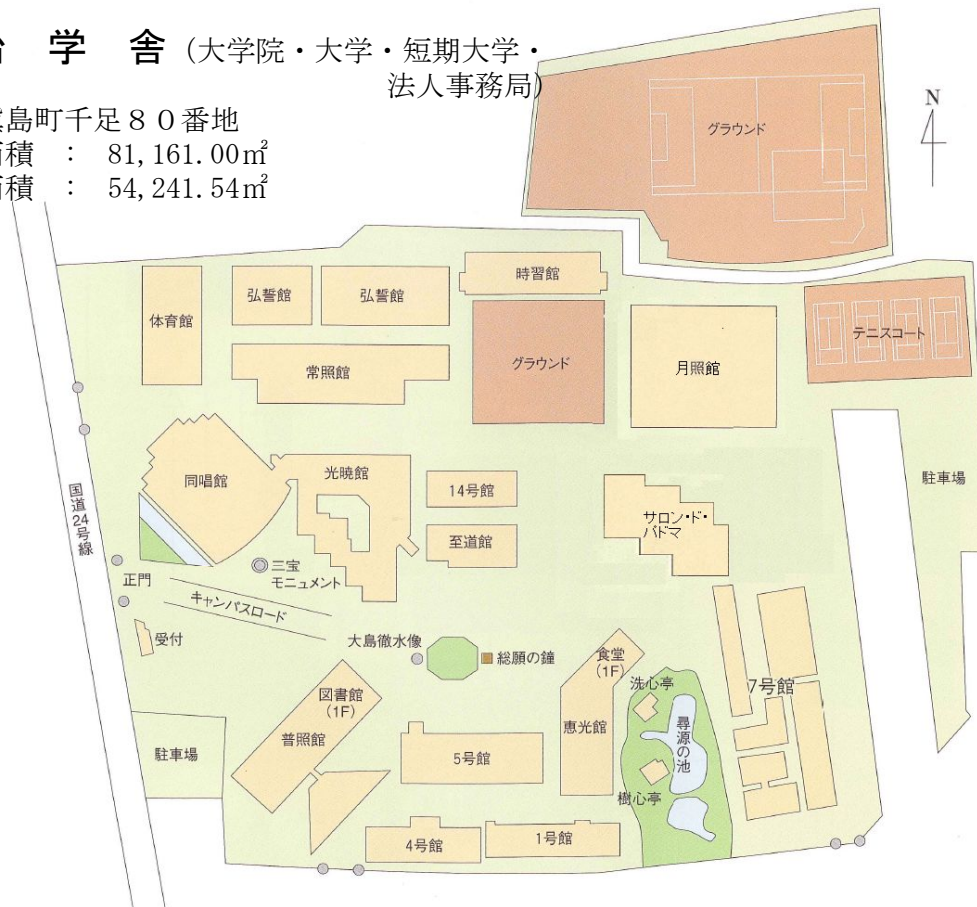 学 舎 (大学院・大学・短期大学・
法人事務局)
島町千足80番地
積 : 81,161.00㎡
積 : 54,241.54㎡
N
グラウンド
時習館
弘誓館
弘誓館
体育館
テニスコート
グラウンド
月照館
常照館
同唱館
光暁館
14号館
駐車場
国道24号線
サロン・ド・
パドマ
至道館
三宝
モニュメント
正門
キャンパスロード
受付
大島徹水像
総願の鐘
食堂
(1F)
洗心亭
7号館
図書館
(1F)
恵光館
尋源の池
普照館
駐車場
5号館
樹心亭
4号館
1号館